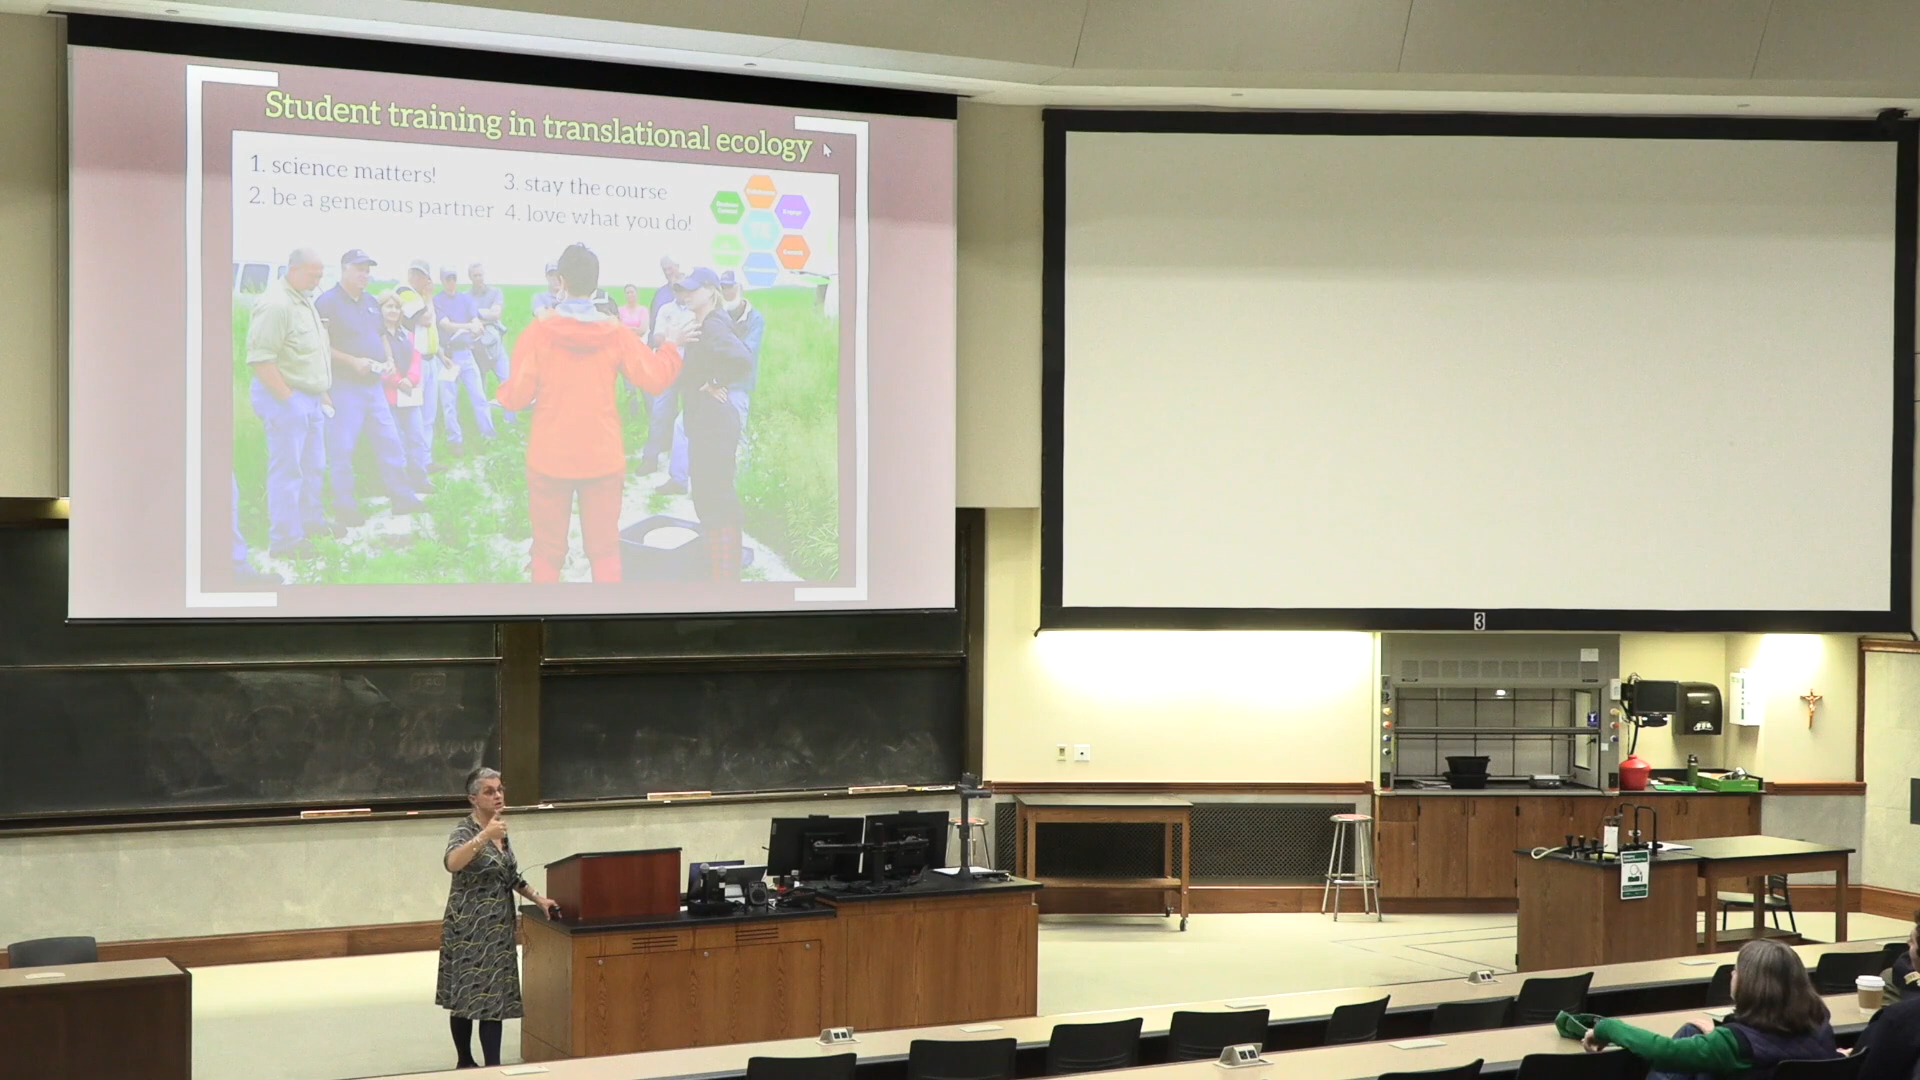 Student training in translational ecology
1. science matters!
2. be a generous partner
3. stay the course
4. love what you do!
Engage
3